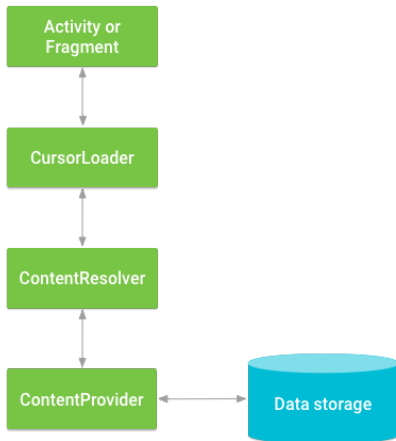 Activity or
Fragment
CursorLoader
ContentResolver
ContentProvider
Data storage